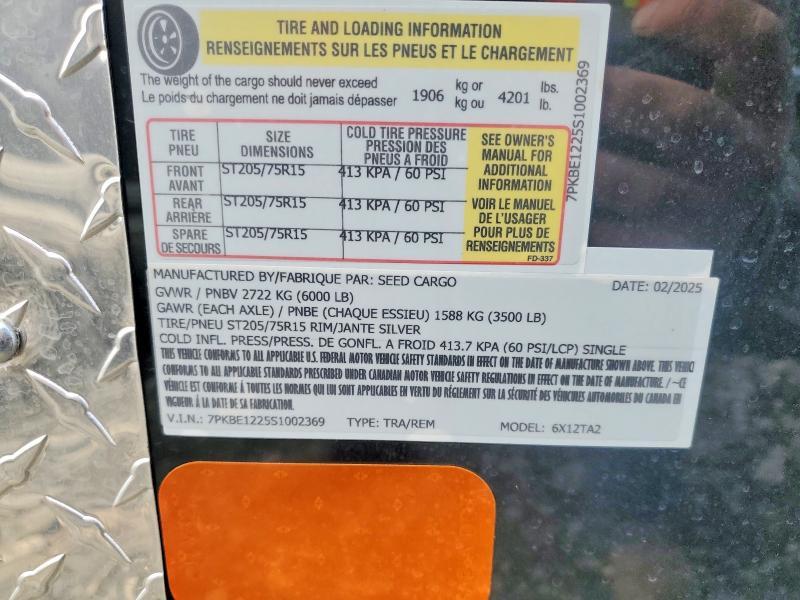 TIRE AND LOADING INFORMATION
RENSEIGNEMENTS SUR LES PNEUS ET LE CHARGEMENT
The weight of the cargo should never exceed
Le poids du chargement ne doit jamais dépasser
1906 kg or kg ou 4201 lbs. lb.
TIRE PNEU
SIZE DIMENSIONS
COLD TIRE PRESSURE
PRESSION DES
PNEUS A FROID
FRONT AVANT ST205/75R15 413 KPA / 60 PSI
REAR ARRIÈRE ST205/75R15 413 KPA / 60 PSI
SPARE DE SECOURS ST205/75R15 413 KPA / 60 PSI
SEE OWNER'S
MANUAL FOR
ADDITIONAL
INFORMATION
VOIR LE MANUEL
DE L'USAGER
POUR PLUS DE
RENSEIGNEMENTS
FD-337
7PKBE1225S1002369
MANUFACTURED BY/FABRIQUE PAR: SEED CARGO DATE: 02/2025
GVWR / PNBV 2722 KG (6000 LB)
GAWR (EACH AXLE) / PNBE (CHAQUE ESSIEU) 1588 KG (3500 LB)
TIRE/PNEU ST205/75R15 RIM/JANTE SILVER
COLD INFL. PRESS/PRESS. DE GONFL. A FROID 413.7 KPA (60 PSI/LCP) SINGLE
THIS VEHICLE CONFORMS TO ALL APPLICABLE U.S. FEDERAL MOTOR VEHICLE SAFETY STANDARDS IN EFFECT ON THE DATE OF MANUFACTURE SHOWN ABOVE. THIS VEHICLE
CONFORMS TO ALL APPLICABLE STANDARDS PRESCRIBED UNDER CANADIAN MOTOR VEHICLE SAFETY REGULATIONS IN EFFECT ON THE DATE OF MANUFACTURE. / ~CE
VÉHICLE EST CONFORME À TOUTES LES NORMES QUI LUI SONT APPLICABLES EN VERTU DU RÈGLEMENT SUR LA SÉCURITÉ DES VÉHICULES AUTOMOBILES DU CANADA EN
VIGUEUR À LA DATE DE SA FABRICATION.
V.I.N.: 7PKBE1225S1002369 TYPE: TRA/REM MODEL: 6X12TA2